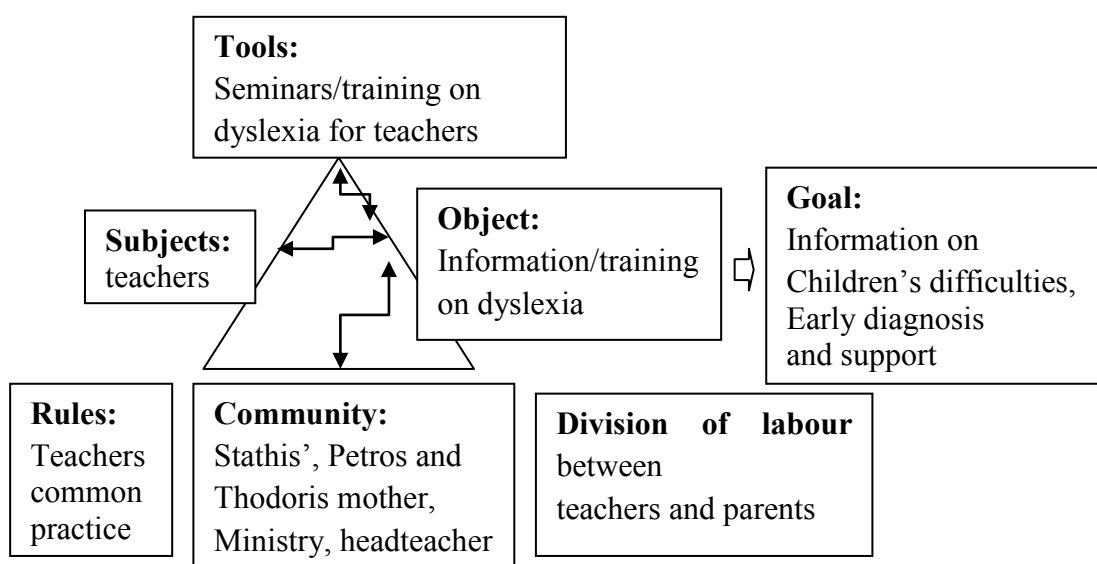 Tools:
Seminars/training on
dyslexia for teachers
Subjects:
teachers
Object:
Information/training
on dyslexia
Goal:
Information on
Children’s difficulties,
Early diagnosis
and support
Rules:
Teachers
common
practice
Community:
Stathis’, Petros and
Thodoris mother,
Ministry, headteacher
Division of labour
between
teachers and parents